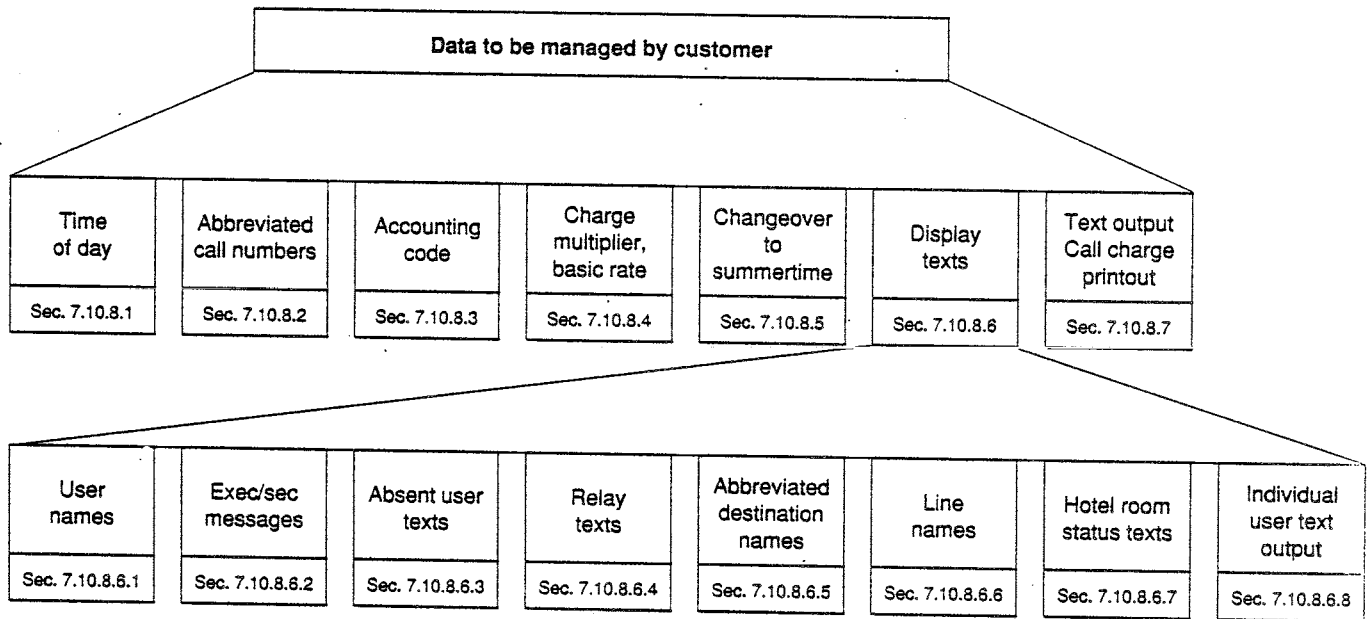 Data to be managed by customer
Time
of day
Sec. 7.10.8.1
Abbreviated
call numbers
Sec. 7.10.8.2
Accounting
code
Sec. 7.10.8.3
Charge
multiplier,
basic rate
Sec. 7.10.8.4
Changeover
to
summertime
Sec. 7.10.8.5
Display
texts
Sec. 7.10.8.6
Text output
Call charge
printout
Sec. 7.10.8.7
User
names
Sec. 7.10.8.6.1
Exec/sec
messages
Sec. 7.10.8.6.2
Absent user
texts
Sec. 7.10.8.6.3
Relay
texts
Sec. 7.10.8.6.4
Abbreviated
destination
names
Sec. 7.10.8.6.5
Line
names
Sec. 7.10.8.6.6
Hotel room
status texts
Sec. 7.10.8.6.7
Individual
user text
output
Sec. 7.10.8.6.8